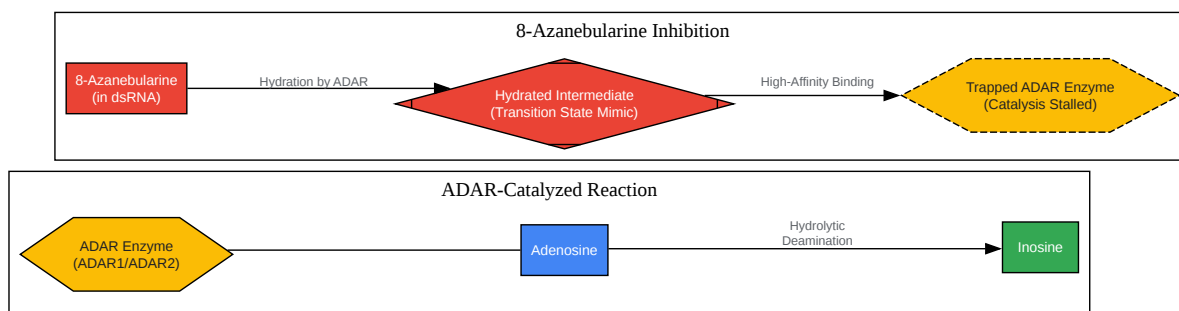 8-Azanebularine Inhibition
8-Azanebularine
(in dsRNA)
Hydration by ADAR
Hydrated Intermediate
(Transition State Mimic)
High-Affinity Binding
Trapped ADAR Enzyme
(Catalysis Stalled)
ADAR-Catalyzed Reaction
ADAR Enzyme
(ADAR1/ADAR2)
Adenosine
Hydrolytic
Deamination
Inosine